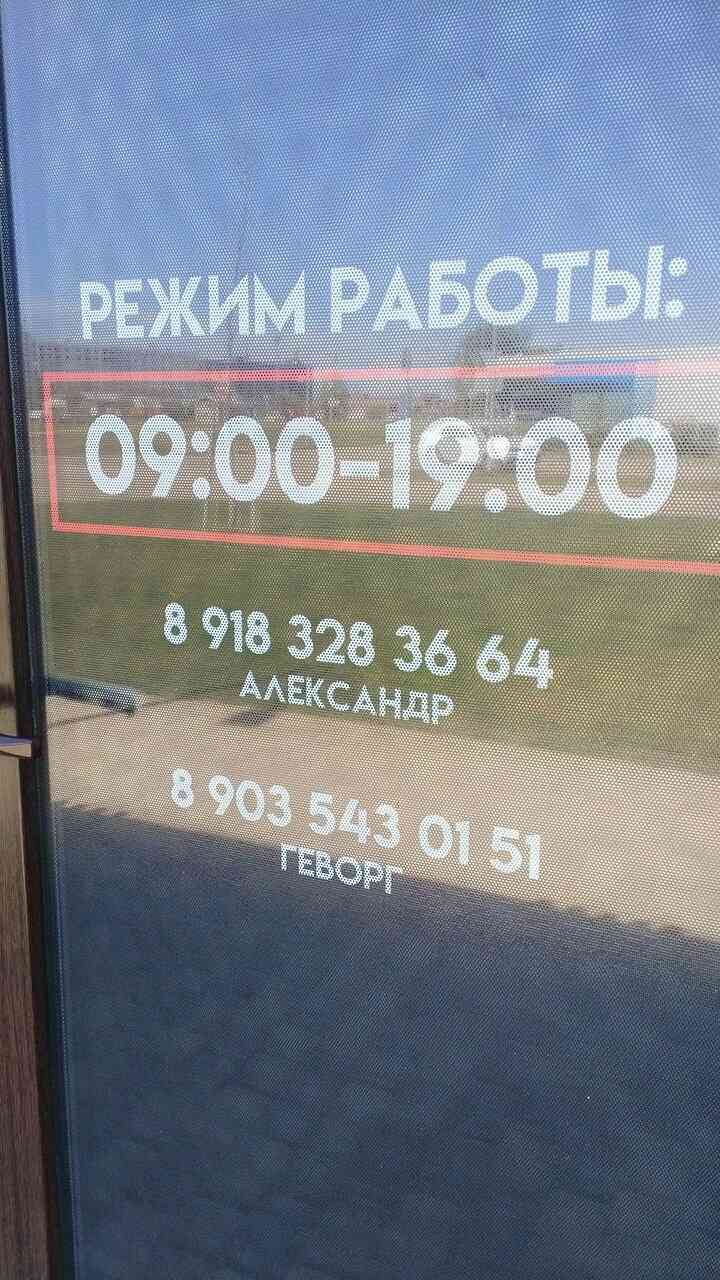 РЕЖИМ РАБОТЫ:
09:00-19:00
8 918 328 36 64
АЛЕКСАНДР
8 903 543 01 51
ГЕВОРГ